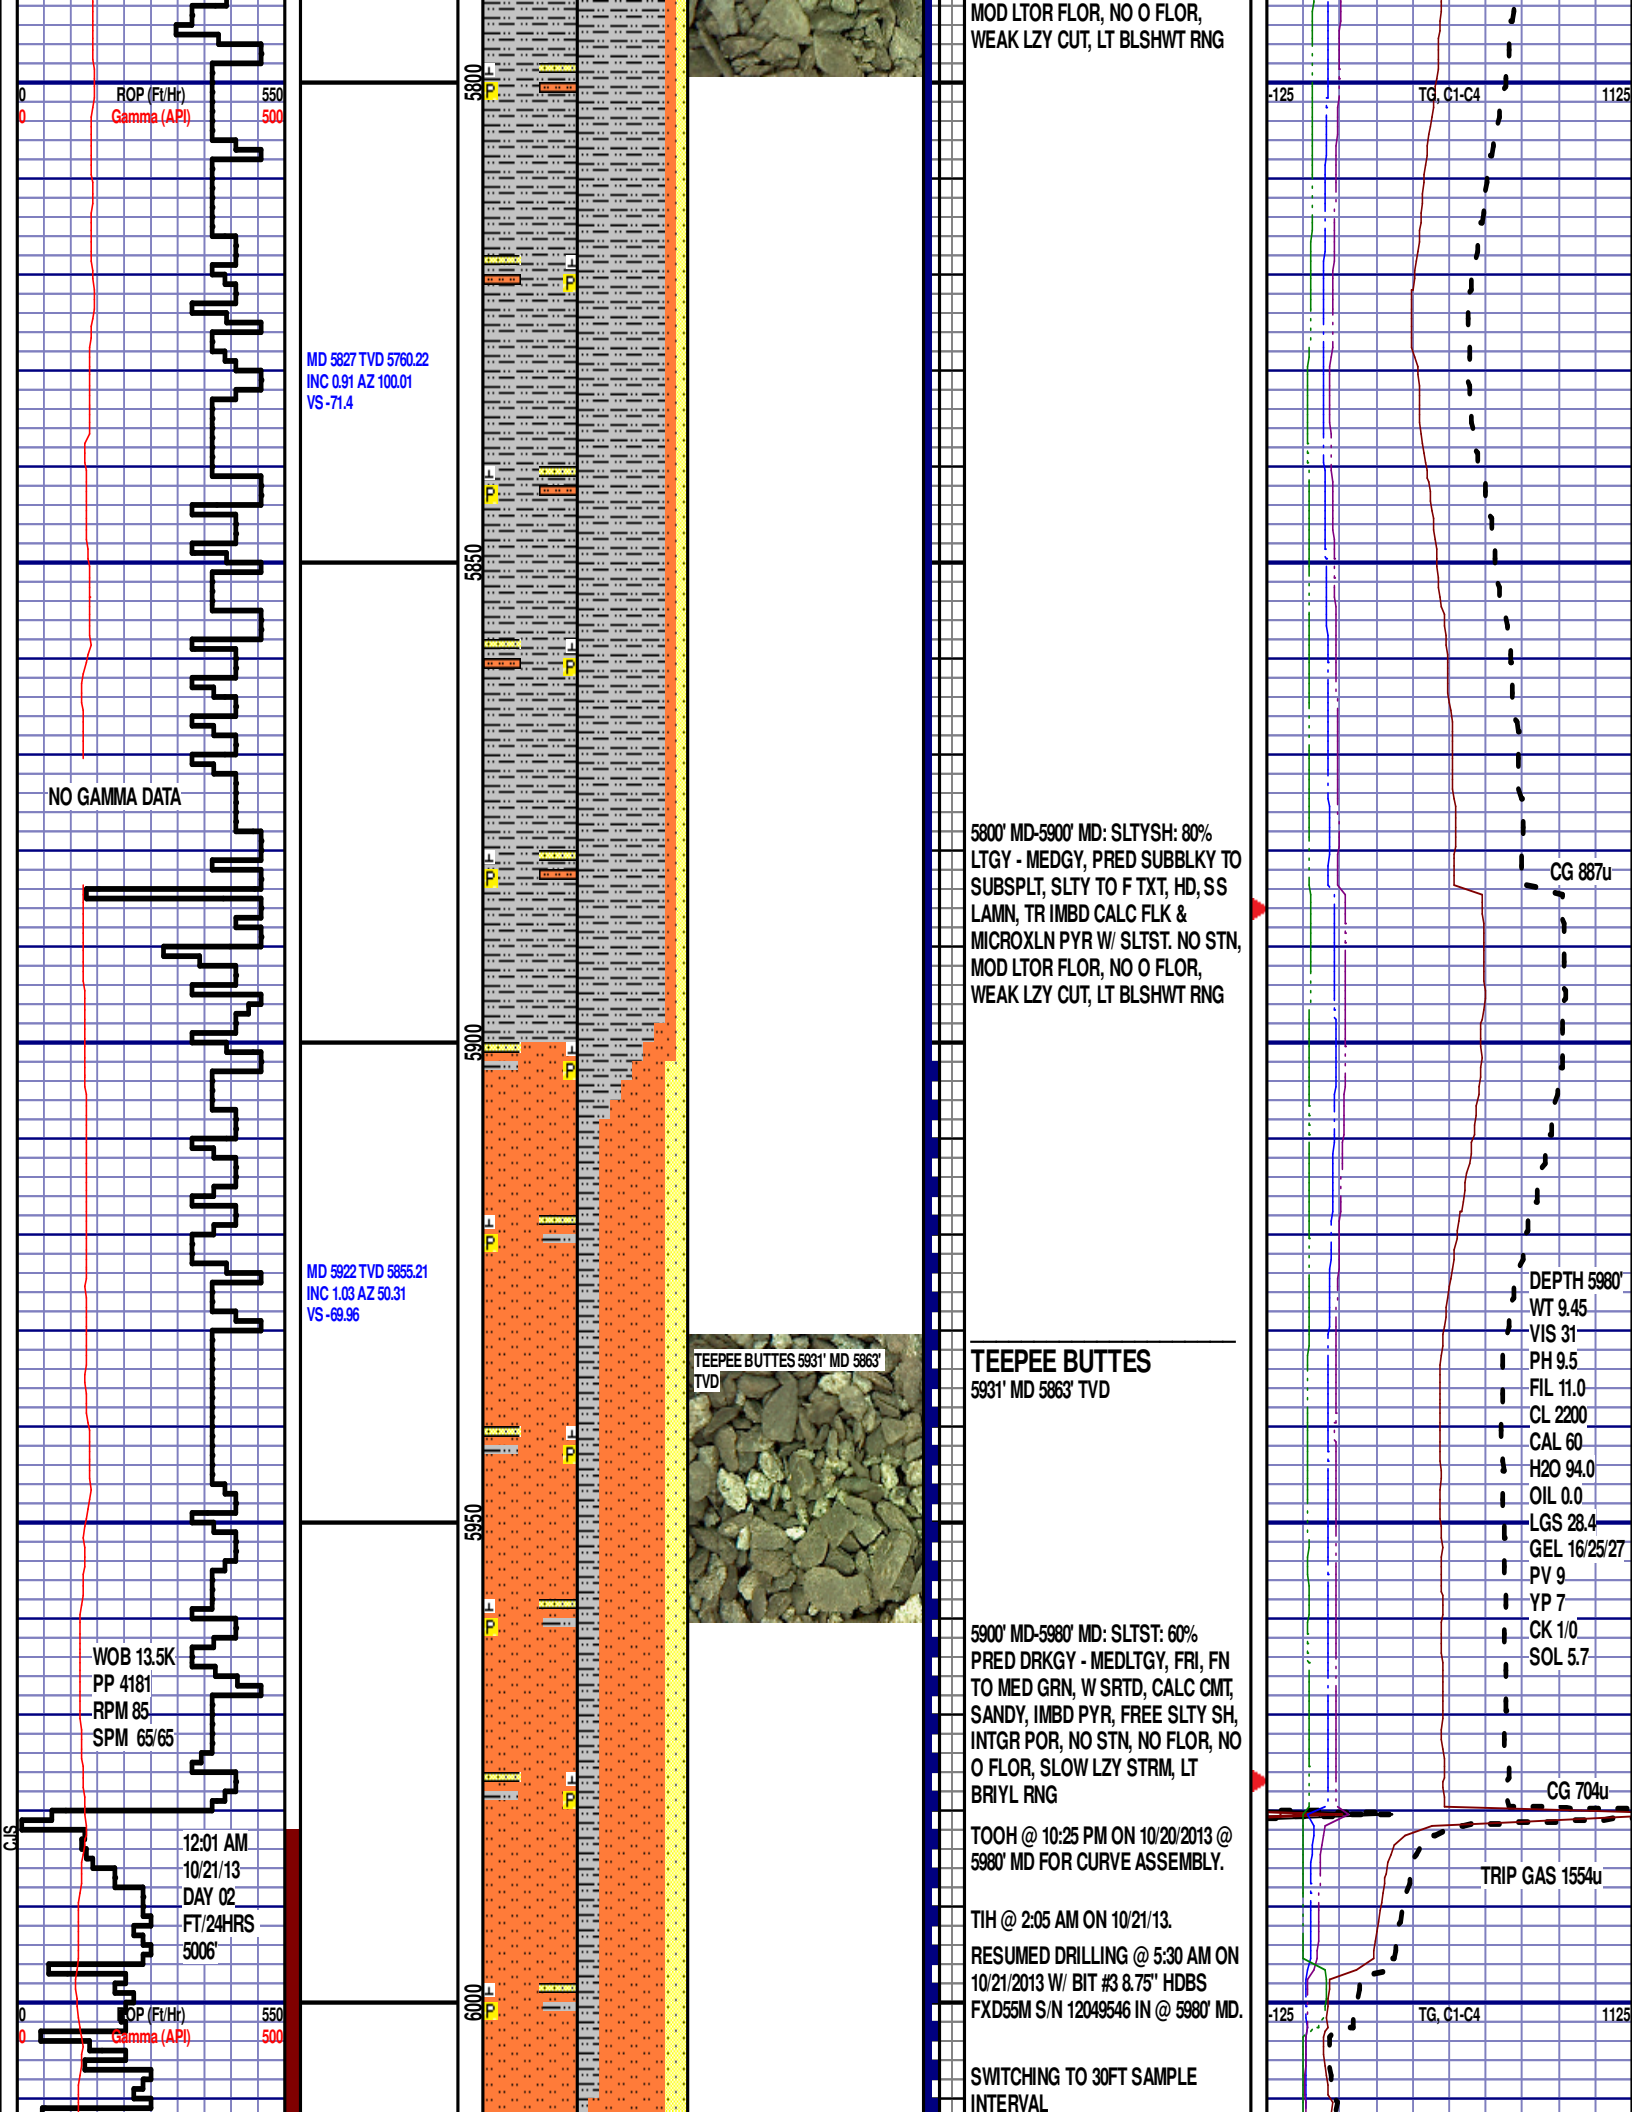 MOD LTOR FLOR, NO O FLOR,
WEAK LZY CUT, LT BLSHWT RNG
5800
0 ROP (Ft/Hr) 550
0 Gamma (API) 500
-125 TG, C1-C4 1125
P
P
MD 5827 TVD 5760.22
INC 0.91 AZ 100.01
VS -71.4
P
5850
P
NO GAMMA DATA
P
5800' MD-5900' MD: SLTYSH: 80%
LTGY - MEDGY, PRED SUBBLKY TO
SUBSPLT, SLTY TO F TXT, HD, SS
LAMN, TR IMBD CALC FLK &
MICROXLN PYR W/ SLTST. NO STN,
MOD LTOR FLOR, NO O FLOR,
WEAK LZY CUT, LT BLSHWT RNG
CG 887u
5900
P
P
MD 5922 TVD 5855.21
INC 1.03 AZ 50.31
VS -69.96
TEEPEE BUTTES 5931' MD 5863'
TVD
TEEPEE BUTTES
5931' MD 5863' TVD
DEPTH 5980'
WT 9.45
VIS 31
PH 9.5
FIL 11.0
CL 2200
CAL 60
H2O 94.0
OIL 0.0
LGS 28.4
GEL 16/25/27
PV 9
YP 7
CK 1/0
SOL 5.7
P
5950
P
WOB 13.5K
PP 4181
RPM 85
SPM 65/65
5900' MD-5980' MD: SLTST: 60%
PRED DRKGY - MEDLTGY, FRI, FN
TO MED GRN, W SRTD, CALC CMT,
SANDY, IMBD PYR, FREE SLTY SH,
INTGR POR, NO STN, NO FLOR, NO
O FLOR, SLOW LZY STRM, LT
BRIYL RNG
P
CG 704u
CJS
12:01 AM
10/21/13
DAY 02
FT/24HRS
5006'
TOOH @ 10:25 PM ON 10/20/2013 @
5980' MD FOR CURVE ASSEMBLY.
TRIP GAS 1554u
TIH @ 2:05 AM ON 10/21/13.
RESUMED DRILLING @ 5:30 AM ON
10/21/2013 W/ BIT #3 8.75" HDBS
FXD55M S/N 12049546 IN @ 5980' MD.
P
6000
0 ROP (Ft/Hr) 550
0 Gamma (API) 500
-125 TG, C1-C4 1125
SWITCHING TO 30FT SAMPLE
INTERVAL